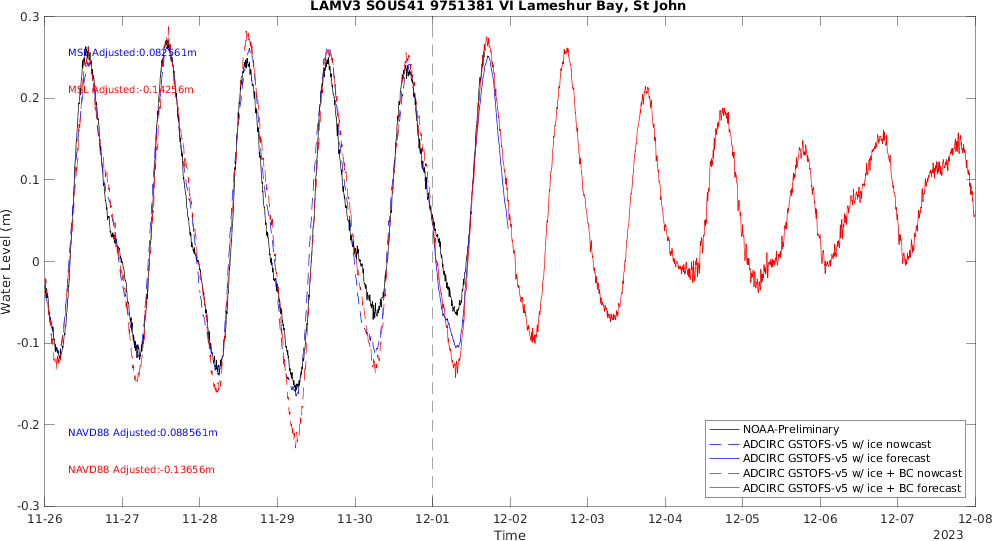 LAMV3 SOUS41 9751381 VI Lameshur Bay, St John
0.3
MSL Adjusted:0.082561m
0.2
MSL Adjusted:-0.14256m
0.1
0
Water Level (m)
-0.1
-0.2
NAVD88 Adjusted:0.088561m
NAVD88 Adjusted:-0.13656m
-0.3
NOAA-Preliminary
ADCIRC GSTOFS-v5 w/ ice nowcast
ADCIRC GSTOFS-v5 w/ ice forecast
ADCIRC GSTOFS-v5 w/ ice + BC nowcast
ADCIRC GSTOFS-v5 w/ ice + BC forecast
11-26 11-27 11-28 11-29 11-30 12-01 12-02 12-03 12-04 12-05 12-06 12-07 12-08
Time
2023